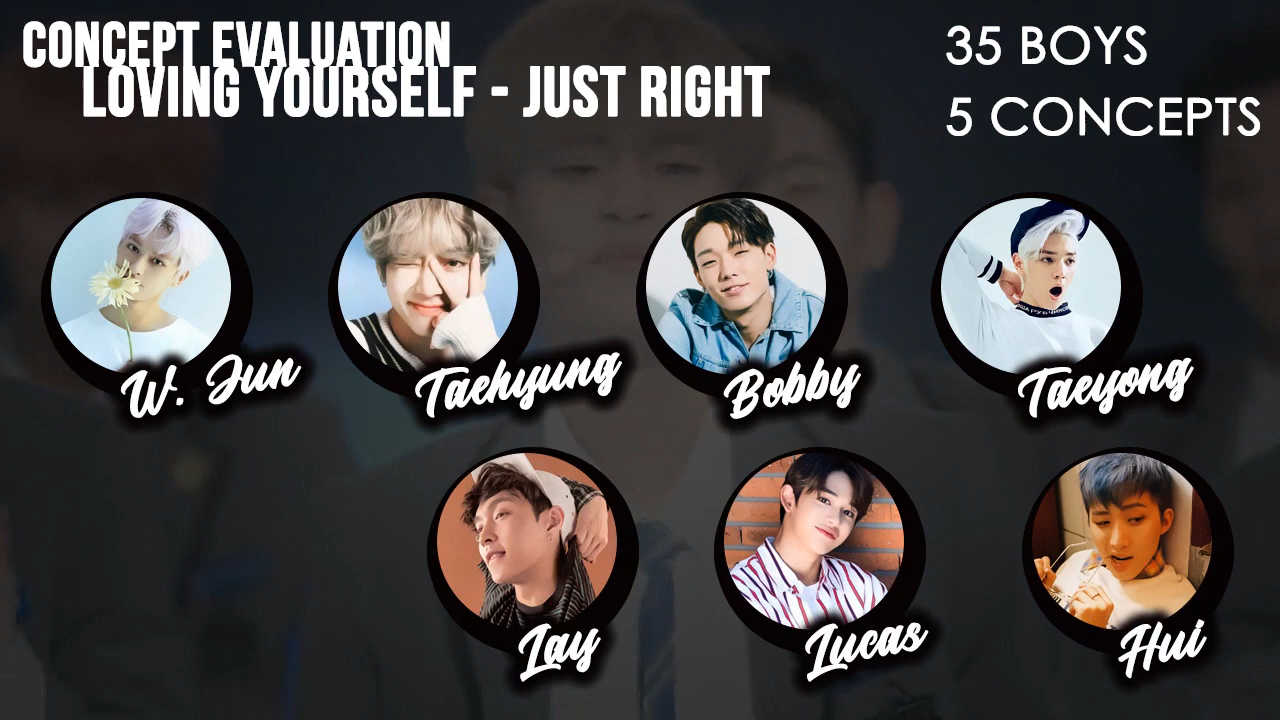 CONCEPT EVALUATION
LOVING YOURSELF - JUST RIGHT
35 BOYS
5 CONCEPTS
W. Jun
Taehyung
Bobby
Taeyong
Lay
Lucas
Hui